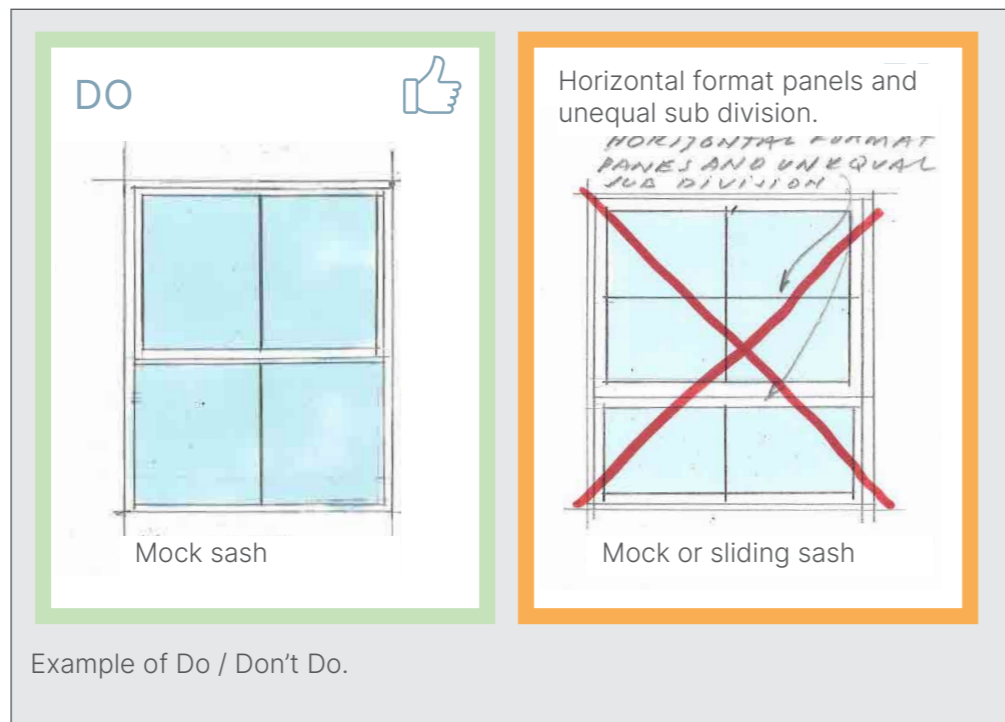 DO
Mock sash
Horizontal format panels and
unequal sub division.
HORIZONTAL FORMAT
PANES AND UNEQUAL
SUB DIVISION
Mock or sliding sash
Example of Do / Don't Do.